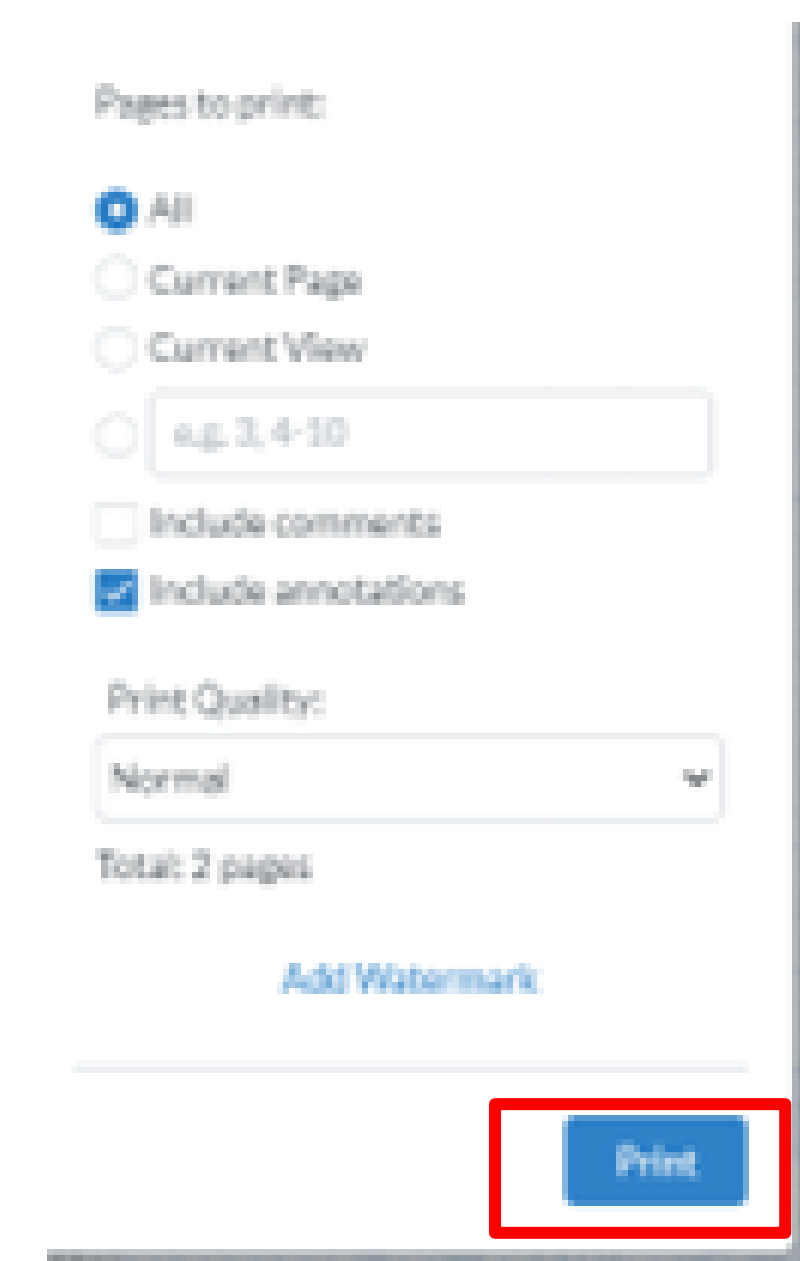 Pages to print:
All
Current Page
Current View
e.g. 3, 4-10
Include comments
Include annotations
Print Quality:
Normal
Total: 2 pages
Add Watermark
Print